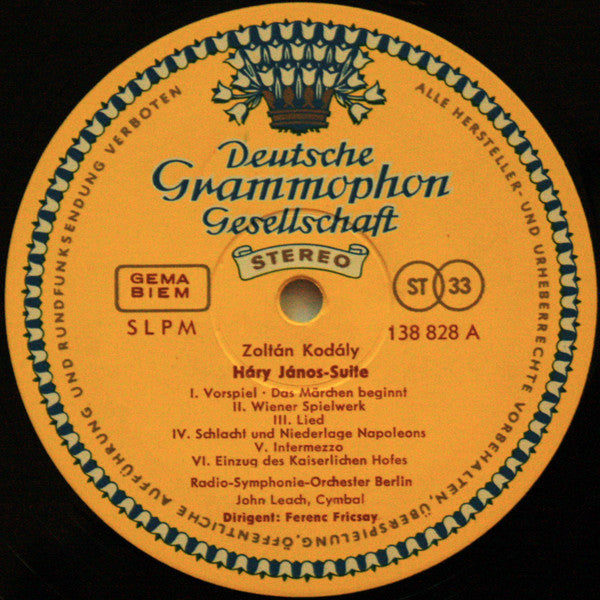 ALLE HERSTELLER- UND URHEBERRECHTE VORBEHALTEN, ÜBERSPIELUNG, ÖFFENTLICHE AUFFÜHRUNG UND RUNDFUNKSENDUNG VERBOTEN
Deutsche
Grammophon
Gesellschaft
STEREO
GEMA
BIEM
ST 33
SLPM
138 828 A
Zoltán Kodály
Háry János-Suite
I. Vorspiel · Das Märchen beginnt
II. Wiener Spielwerk
III. Lied
IV. Schlacht und Niederlage Napoleons
V. Intermezzo
VI. Einzug des Kaiserlichen Hofes
Radio-Symphonie-Orchester Berlin
John Leach, Cymbal
Dirigent: Ferenc Fricsay